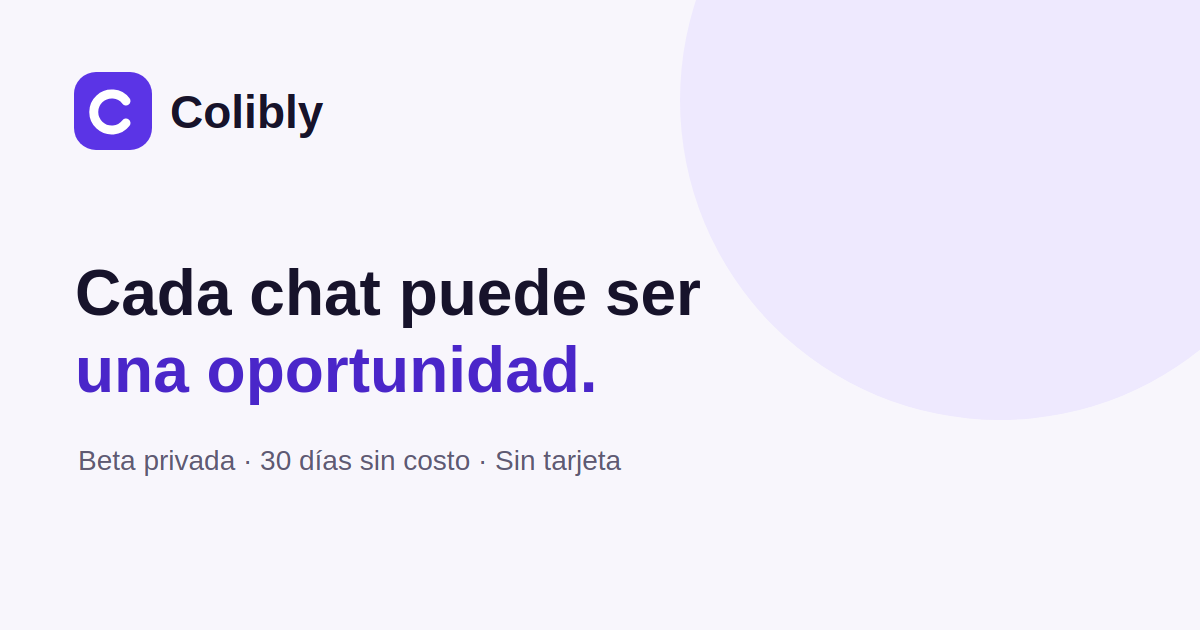 Colibly
Cada chat puede ser
una oportunidad.
Beta privada · 30 días sin costo · Sin tarjeta